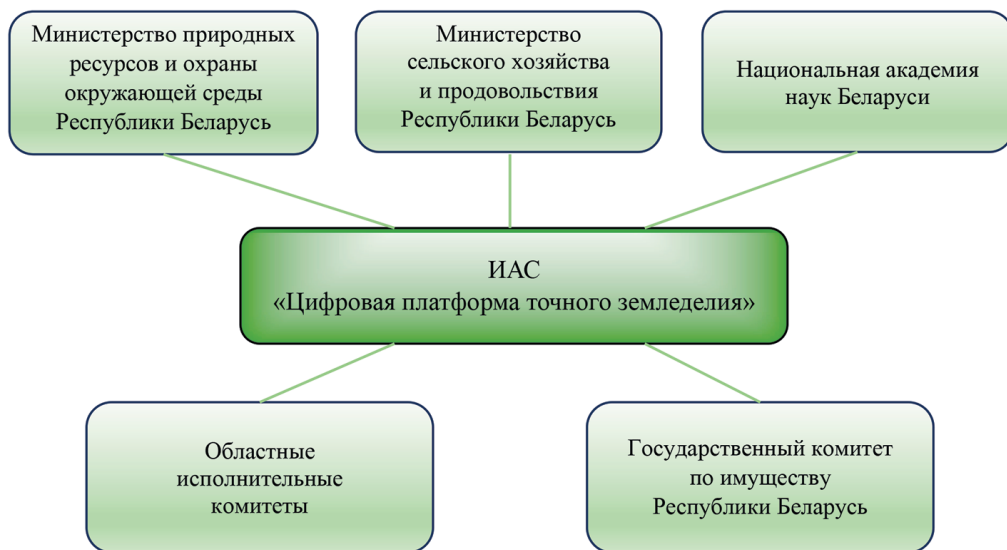 Министерство природных
ресурсов и охраны
окружающей среды
Республики Беларусь
Министерство
сельского хозяйства
и продовольствия
Республики Беларусь
Национальная академия
наук Беларуси
ИАС
«Цифровая платформа точного земледелия»
Областные
исполнительные
комитеты
Государственный комитет
по имуществу
Республики Беларусь